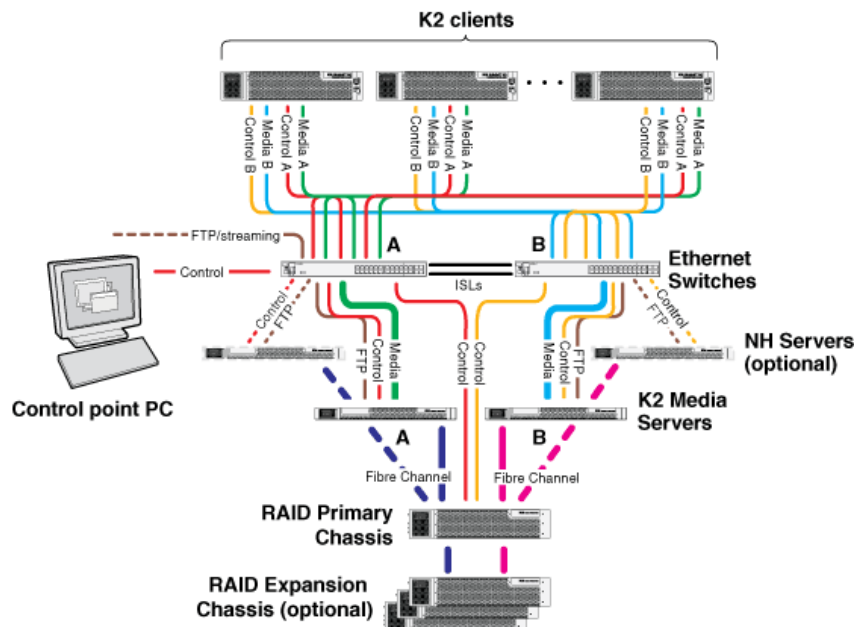 K2 clients
Control B
Media B
Control A
Media A
Control B
Media B
Control A
Media A
Control B
Media B
Control A
Media A
FTP/streaming
A
B
Ethernet
Switches
Control
ISLs
Control
FTP
FTP
Control
Media
Control
Control
Media
Control
FTP
FTP
Control
NH Servers
(optional)
Control point PC
K2 Media
Servers
A
B
Fibre Channel
Fibre Channel
RAID Primary
Chassis
RAID Expansion
Chassis (optional)